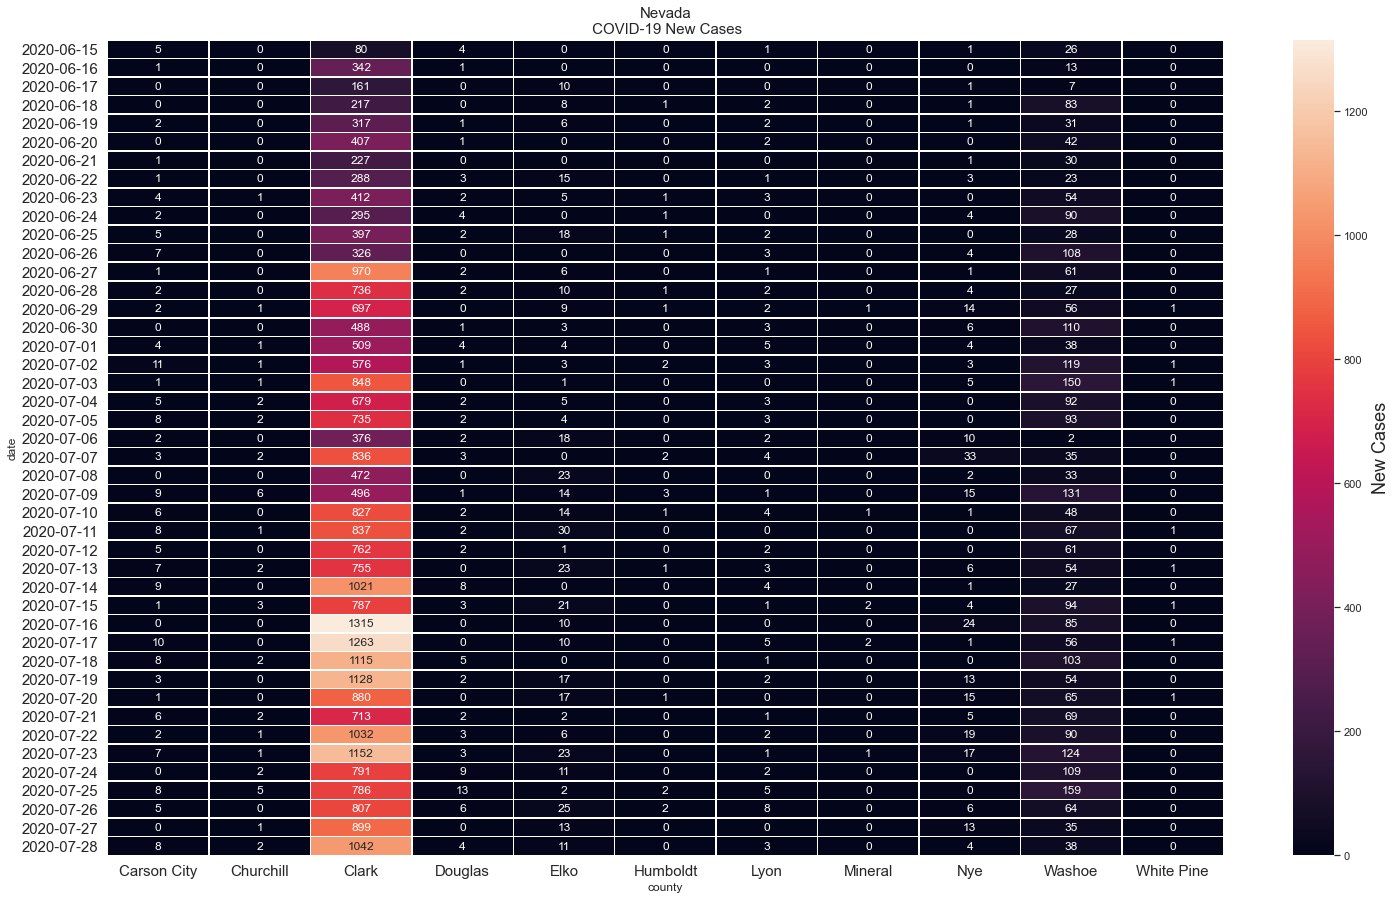 Nevada
COVID-19 New Cases
2020-06-15 5 0 80 4 0 0 1 0 1 26 0
2020-06-16 1 0 342 1 0 0 0 0 0 13 0
2020-06-17 0 0 161 0 10 0 0 0 1 7 0
2020-06-18 0 0 217 0 8 1 2 0 1 83 0
2020-06-19 2 0 317 1 6 0 2 0 1 31 0
2020-06-20 0 0 407 1 0 0 2 0 0 42 0
2020-06-21 1 0 227 0 0 0 0 0 1 30 0
2020-06-22 1 0 288 3 15 0 1 0 3 23 0
2020-06-23 4 1 412 2 5 1 3 0 0 54 0
2020-06-24 2 0 295 4 0 1 0 0 4 90 0
2020-06-25 5 0 397 2 18 1 2 0 0 28 0
2020-06-26 7 0 326 0 0 0 3 0 4 108 0
2020-06-27 1 0 970 2 6 0 1 0 1 61 0
2020-06-28 2 0 736 2 10 1 2 0 4 27 0
2020-06-29 2 1 697 0 9 1 2 1 14 56 1
2020-06-30 0 0 488 1 3 0 3 0 6 110 0
2020-07-01 4 1 509 4 4 0 5 0 4 38 0
2020-07-02 11 1 576 1 3 2 3 0 3 119 1
2020-07-03 1 1 848 0 1 0 0 0 5 150 1
2020-07-04 5 2 679 2 5 0 3 0 0 92 0
2020-07-05 8 2 735 2 4 0 3 0 0 93 0
2020-07-06 2 0 376 2 18 0 2 0 10 2 0
2020-07-07 3 2 836 3 0 2 4 0 33 35 0
2020-07-08 0 0 472 0 23 0 0 0 2 33 0
2020-07-09 9 6 496 1 14 3 1 0 15 131 0
2020-07-10 6 0 827 2 14 1 4 1 1 48 0
2020-07-11 8 1 837 2 30 0 0 0 0 67 1
2020-07-12 5 0 762 2 1 0 2 0 0 61 0
2020-07-13 7 2 755 0 23 1 3 0 6 54 1
2020-07-14 9 0 1021 8 0 0 4 0 1 27 0
2020-07-15 1 3 787 3 21 0 1 2 4 94 1
2020-07-16 0 0 1315 0 10 0 0 0 24 85 0
2020-07-17 10 0 1263 0 10 0 5 2 1 56 1
2020-07-18 8 2 1115 5 0 0 1 0 0 103 0
2020-07-19 3 0 1128 2 17 0 2 0 13 54 0
2020-07-20 1 0 880 0 17 1 0 0 15 65 1
2020-07-21 6 2 713 2 2 0 1 0 5 69 0
2020-07-22 2 1 1032 3 6 0 2 0 19 90 0
2020-07-23 7 1 1152 3 23 0 1 1 17 124 0
2020-07-24 0 2 791 9 11 0 2 0 0 109 0
2020-07-25 8 5 786 13 2 2 5 0 0 159 0
2020-07-26 5 0 807 6 25 2 8 0 6 64 0
2020-07-27 0 1 899 0 13 0 0 0 13 35 0
2020-07-28 8 2 1042 4 11 0 3 0 4 38 0
Carson City Churchill Clark Douglas Elko Humboldt Lyon Mineral Nye Washoe White Pine
county
date
1200
1000
800
600
400
200
0
New Cases